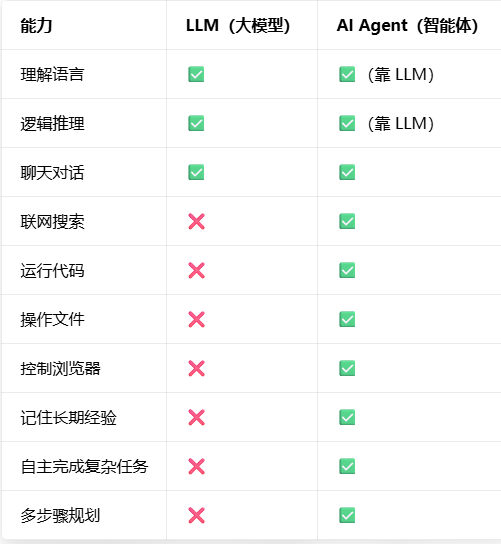 能力 LLM（大模型） AI Agent（智能体）
理解语言 ✅ ✅（靠 LLM）
逻辑推理 ✅ ✅（靠 LLM）
聊天对话 ✅ ✅
联网搜索 ❌ ✅
运行代码 ❌ ✅
操作文件 ❌ ✅
控制浏览器 ❌ ✅
记住长期经验 ❌ ✅
自主完成复杂任务 ❌ ✅
多步骤规划 ❌ ✅